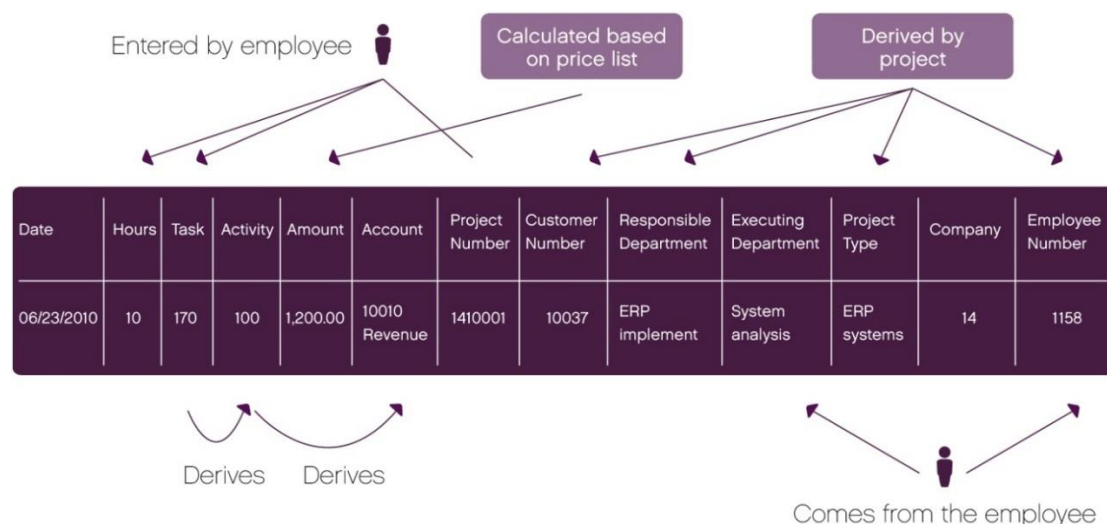 Entered by employee
Calculated based
on price list
Derived by
project
Date Hours Task Activity Amount Account Project Number Customer Number Responsible Department Executing Department Project Type Company Employee Number
06/23/2010 10 170 100 1,200.00 10010 Revenue 1410001 10037 ERP implement System analysis ERP systems 14 1158
Derives Derives
Comes from the employee